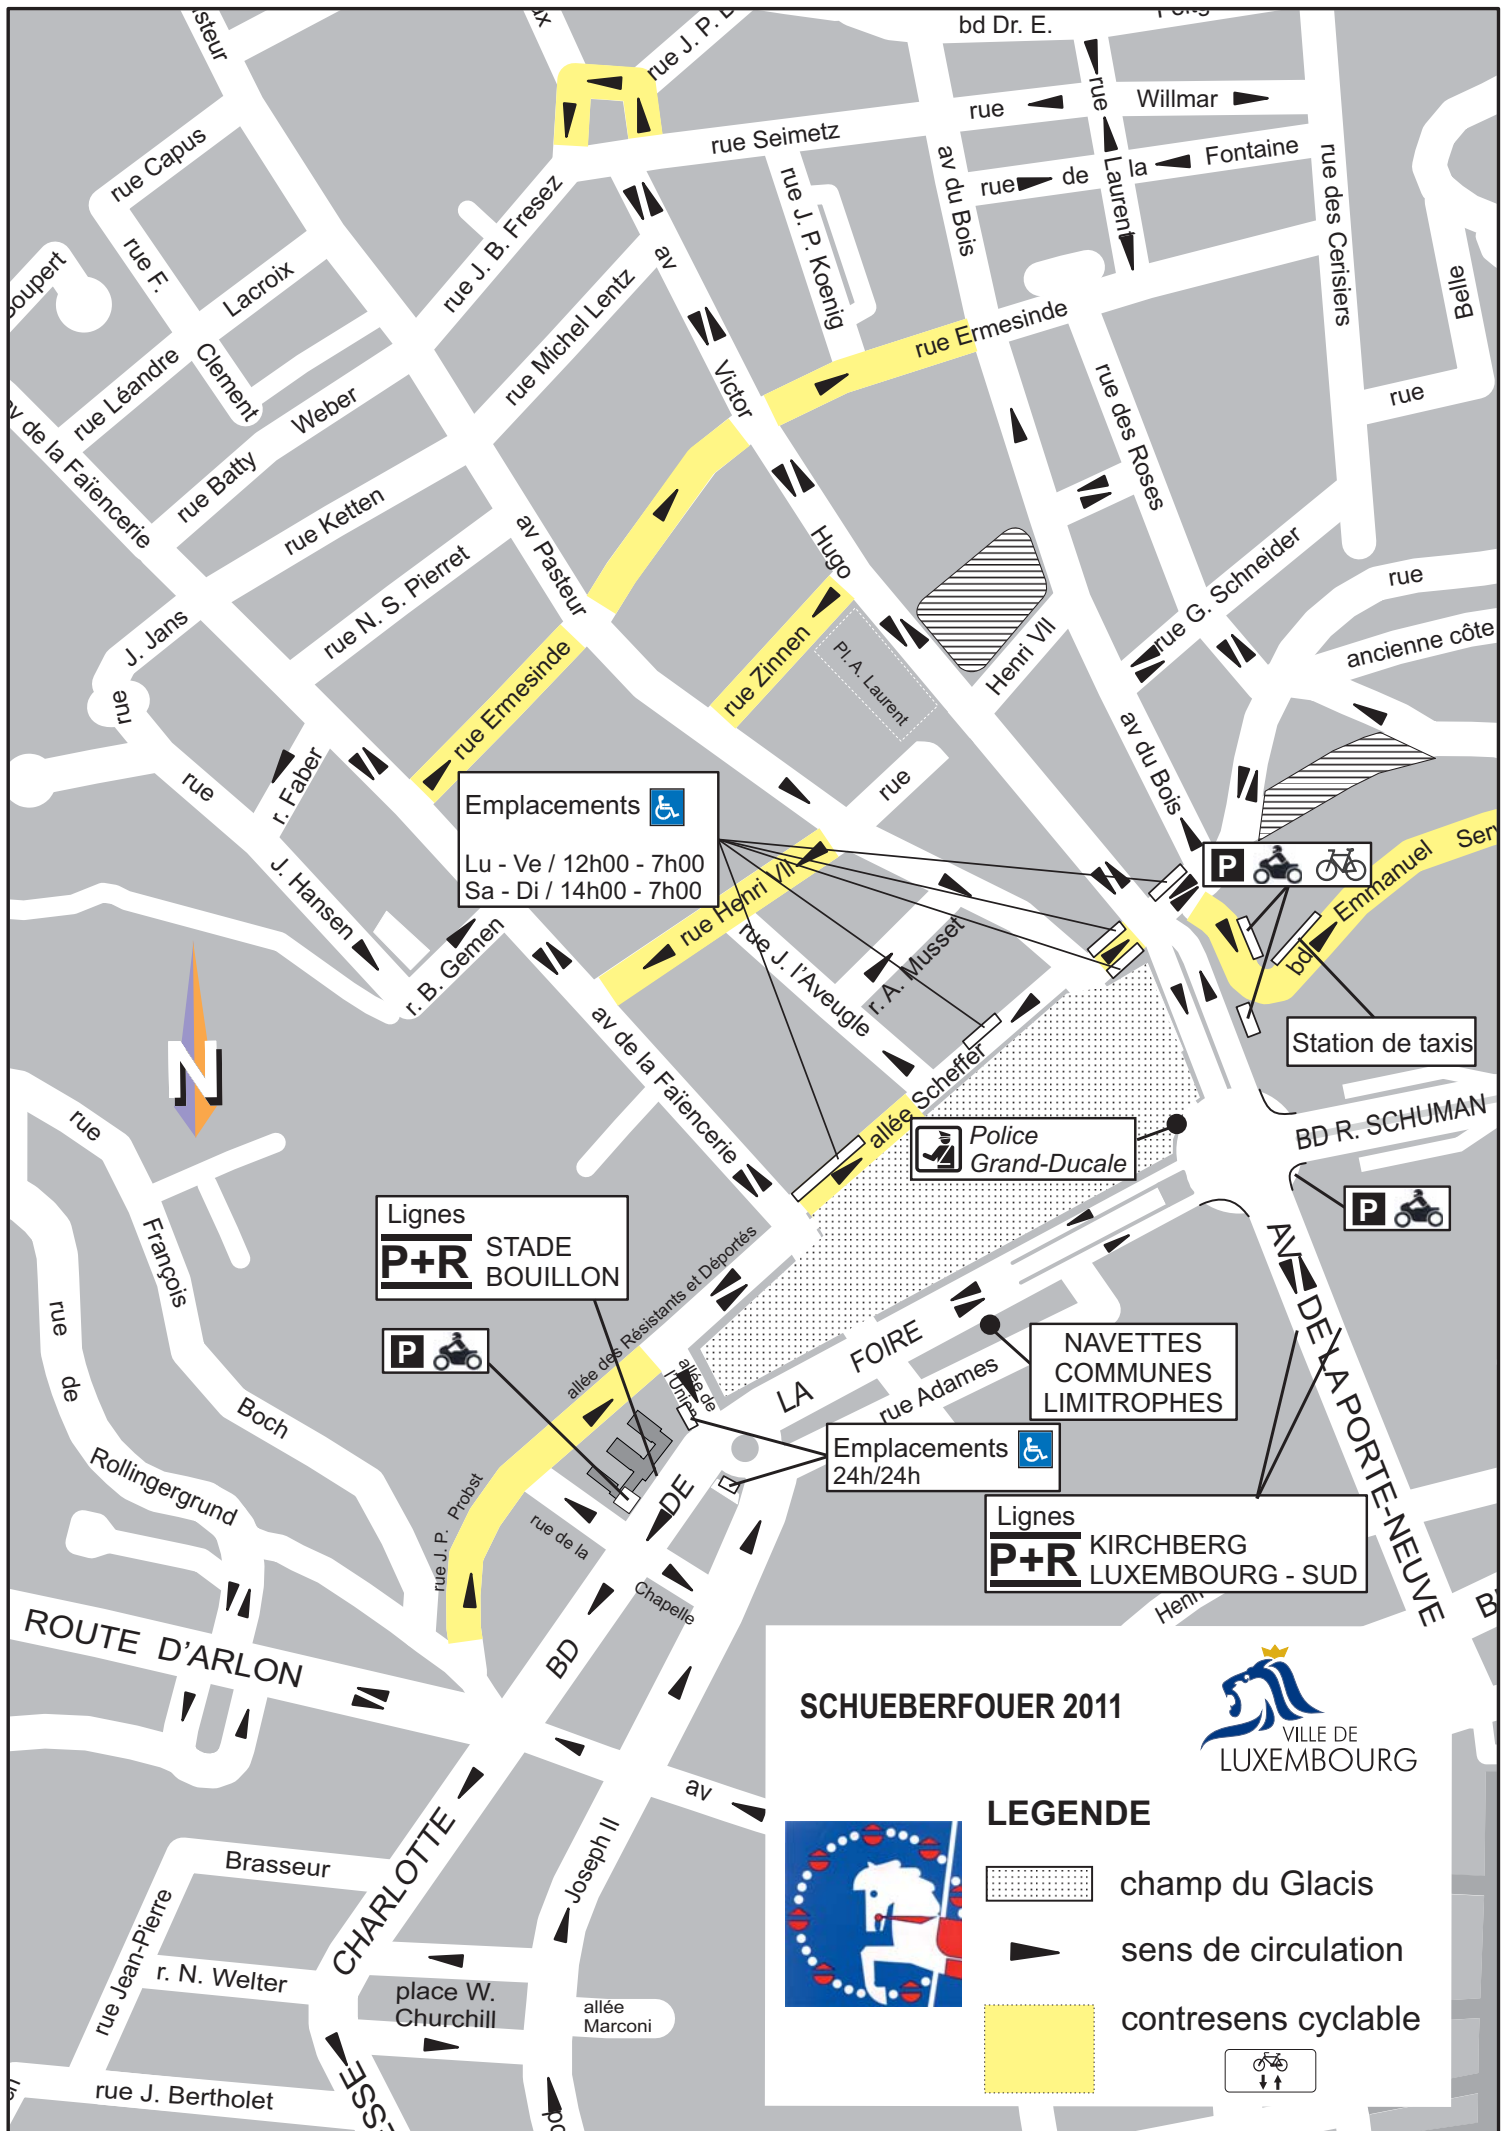 bd Dr. E.
rue J. P.
rue Capus
rue Seimetz
rue
Willmar
rue
Laurent
rue
de
la
Fontaine
av du Bois
rue des Cerisiers
rue J. P. Koenig
rue J. B. Fresez
rue F.
Clement
Lacroix
rue Léandre
av
Victor
Hugo
rue Michel Lentz
rue Ermesinde
Belle
rue
rue des Roses
Weber
rue Batty
av de la Faïencerie
rue Ketten
av Pasteur
rue N. S. Pierret
rue G. Schneider
rue
ancienne côte
J. Jans
rue
rue Zinnen
Pl. A. Laurent
Henri VII
rue Ermesinde
av du Bois
rue
r. Faber
rue
J. Hansen
r. B. Gemen
Emplacements
Lu - Ve / 12h00 - 7h00
Sa - Di / 14h00 - 7h00
P
bd
Emmanuel
Serv
rue Henri VII
rue J. l'Aveugle
r. A. Musset
N
av de la Faïencerie
Station de taxis
allée Scheffer
Police
Grand-Ducale
BD R. SCHUMAN
P
rue
François
Boch
rue
de
Rollingergrund
Lignes
P+R STADE
BOUILLON
P
allée des Résistants et Déportés
allée de
l'Union
AV DE LA PORTE-NEUVE
NAVETTES
COMMUNES
LIMITROPHES
LA
FOIRE
rue Adames
Emplacements
24h/24h
DE
BD
rue J. P.
Probst
rue de la
Chapelle
Lignes
P+R KIRCHBERG
LUXEMBOURG - SUD
Henri
ROUTE D'ARLON
av
Joseph II
CHARLOTTE
Brasseur
rue Jean-Pierre
r. N. Welter
place W.
Churchill
allée
Marconi
rue J. Bertholet
SCHUEBERFOUER 2011
VILLE DE
LUXEMBOURG
LEGENDE
champ du Glacis
sens de circulation
contresens cyclable